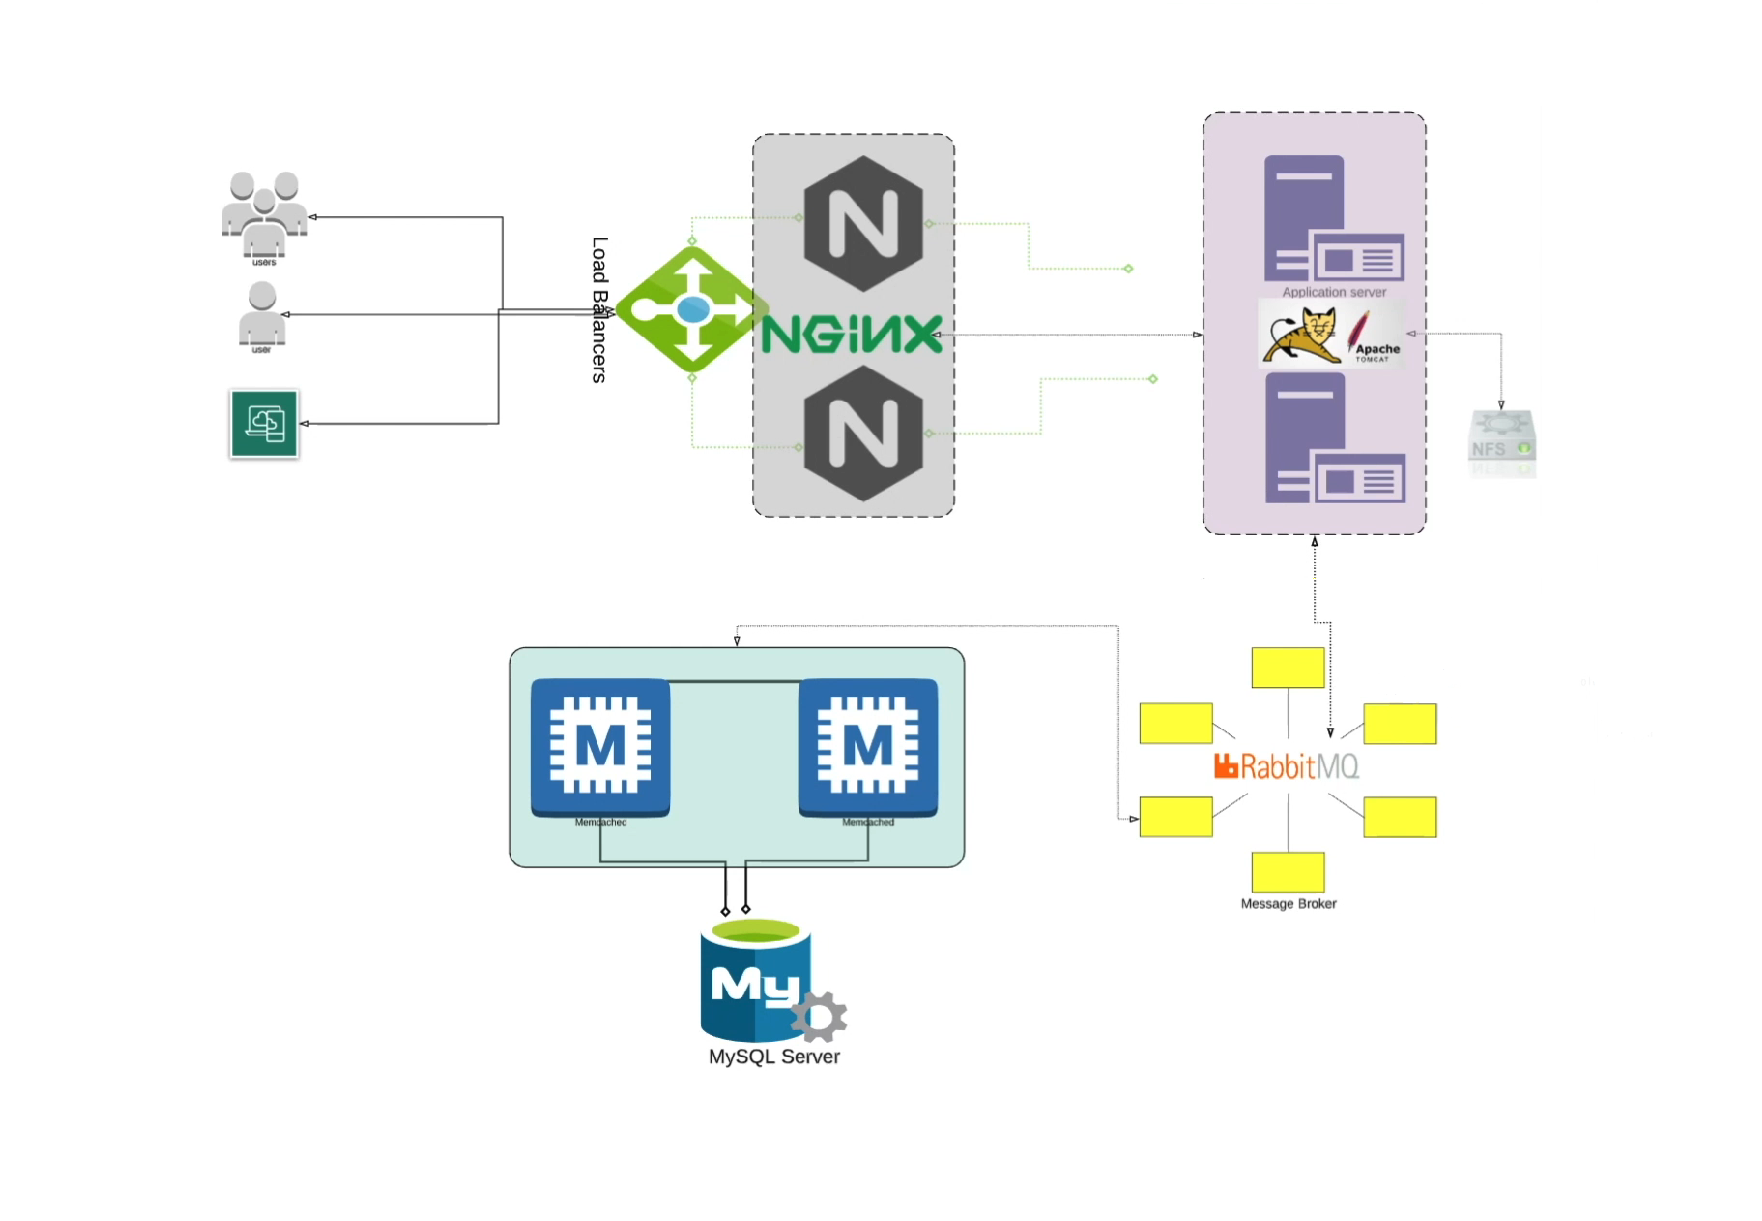 users
user
Load Balancers
N
NGINX
N
Application server
Apache
TOMCAT
NFS
M
Memcached
M
Memcached
RabbitMQ
Message Broker
My
MySQL Server